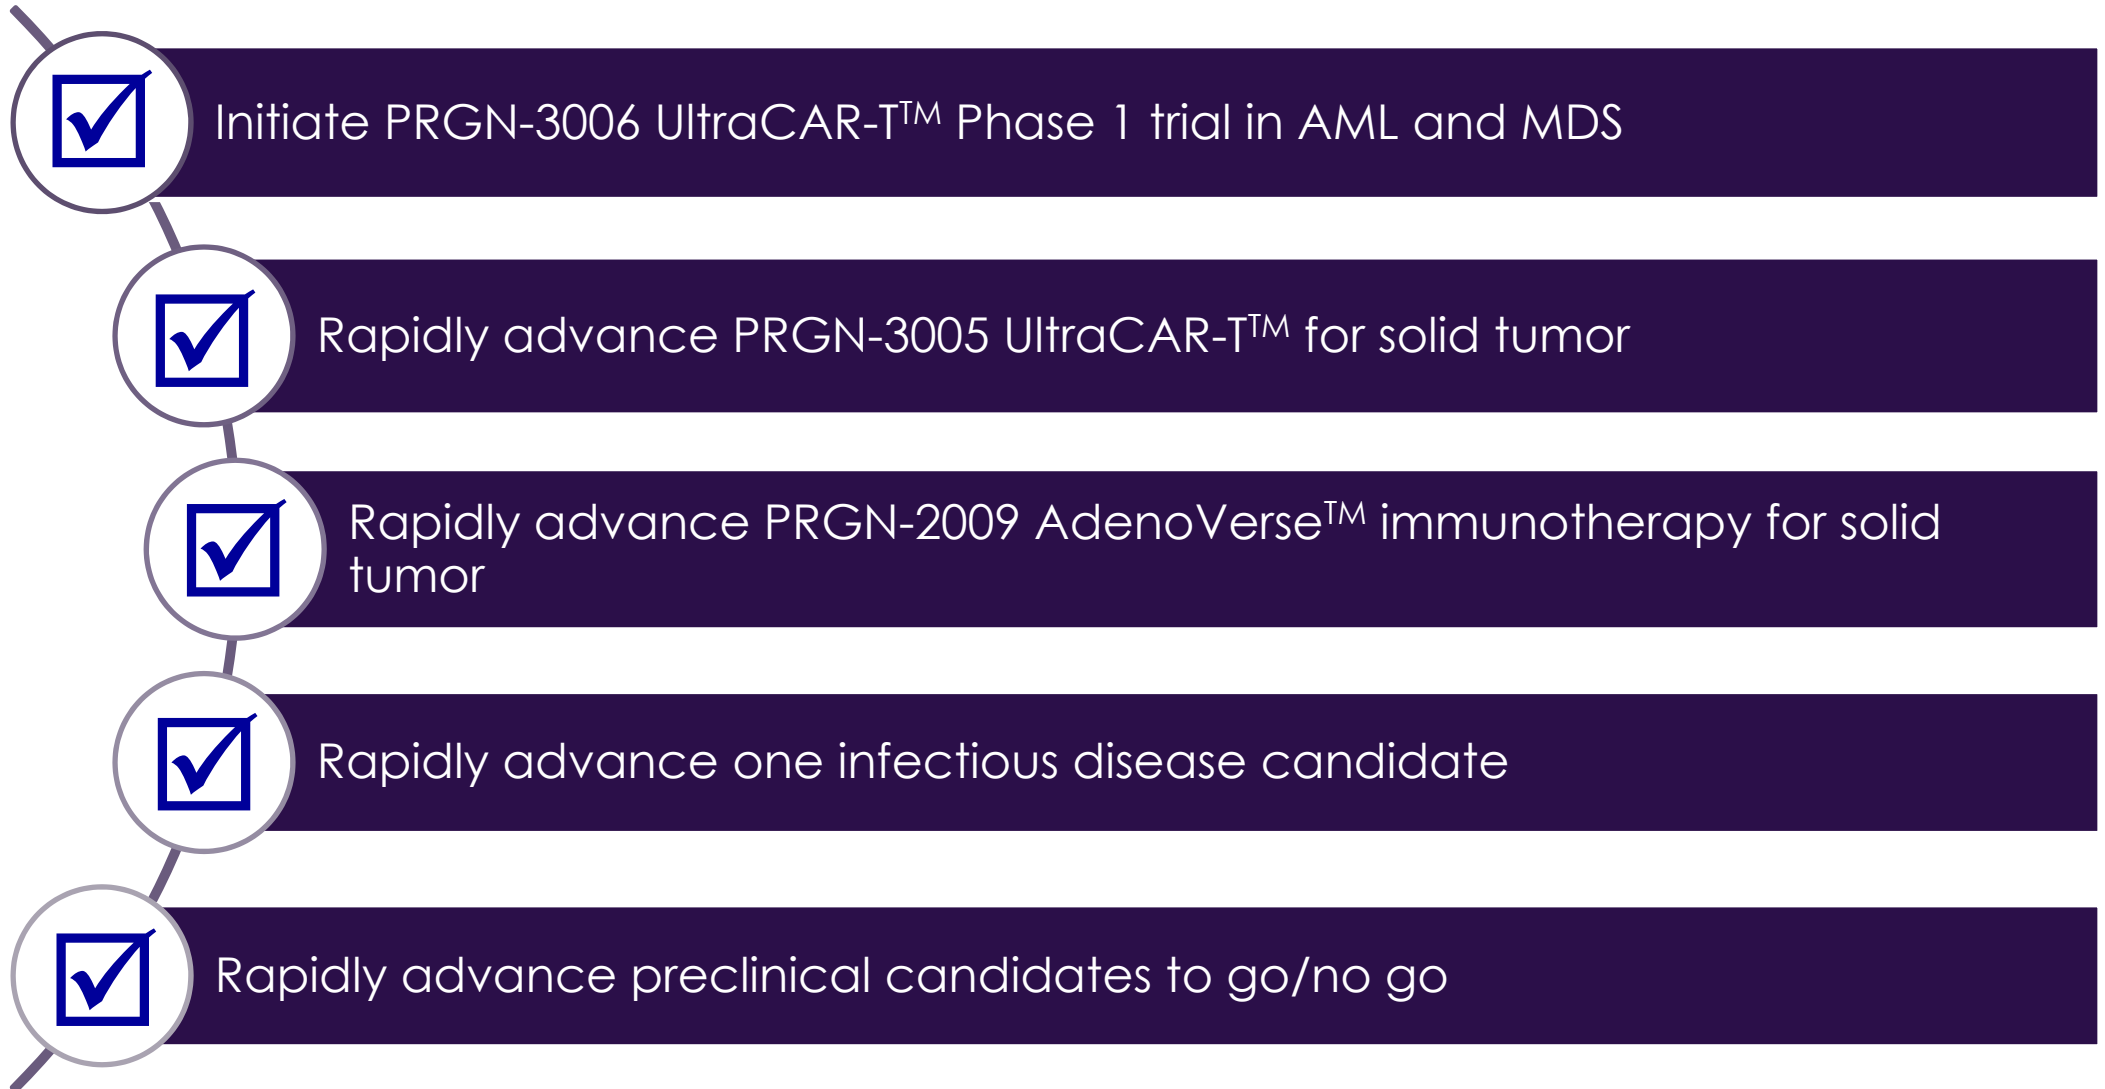 Initiate PRGN-3006 UltraCAR-T™ Phase 1 trial in AML and MDS
Rapidly advance PRGN-3005 UltraCAR-T™ for solid tumor
Rapidly advance PRGN-2009 AdenoVerse™ immunotherapy for solid
tumor
Rapidly advance one infectious disease candidate
Rapidly advance preclinical candidates to go/no go